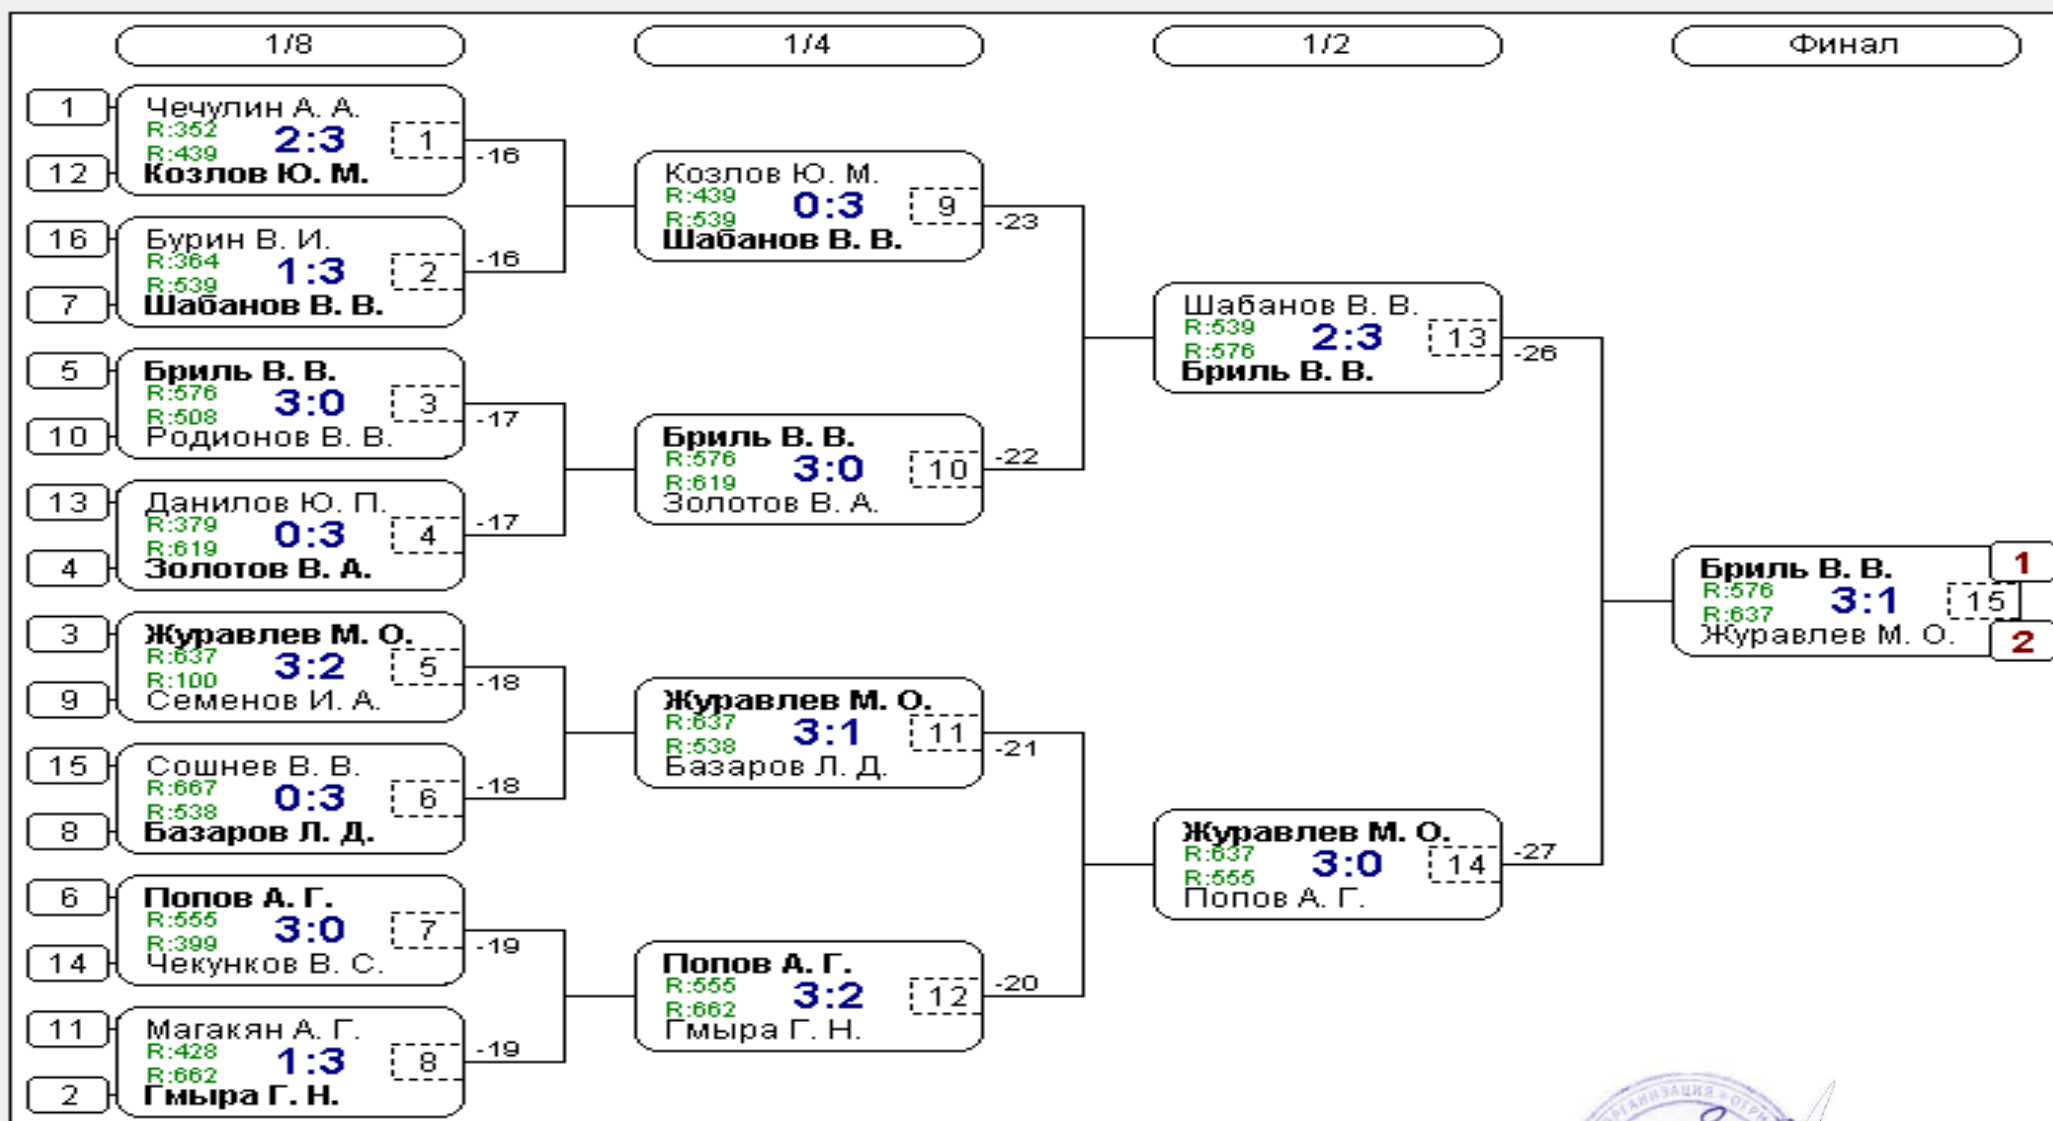 1/8
1/4
1/2
Финал
1
Чечулин А. А.
R:352
2:3
R:439
1
12
Козлов Ю. М.
-16
16
Бурин В. И.
R:364
1:3
R:539
2
7
Шабанов В. В.
-16
5
Бриль В. В.
R:576
3:0
R:508
3
10
Родионов В. В.
-17
13
Данилов Ю. П.
R:379
0:3
R:619
4
4
Золотов В. А.
-17
3
Журавлев М. О.
R:637
3:2
R:100
5
9
Семенов И. А.
-18
15
Сошнев В. В.
R:667
0:3
R:538
6
8
Базаров Л. Д.
-18
6
Попов А. Г.
R:555
3:0
R:399
7
14
Чекунков В. С.
-19
11
Магакян А. Г.
R:428
1:3
R:662
8
2
Гмыра Г. Н.
-19
Козлов Ю. М.
R:439
0:3
R:539
9
Шабанов В. В.
-23
Бриль В. В.
R:576
3:0
R:619
10
Золотов В. А.
-22
Журавлев М. О.
R:637
3:1
R:538
11
Базаров Л. Д.
-21
Попов А. Г.
R:555
3:2
R:662
12
Гмыра Г. Н.
-20
Шабанов В. В.
R:539
2:3
R:576
13
Бриль В. В.
-26
Журавлев М. О.
R:637
3:0
R:555
14
Попов А. Г.
-27
Бриль В. В.
1
R:576
3:1
R:637
15
Журавлев М. О.
2